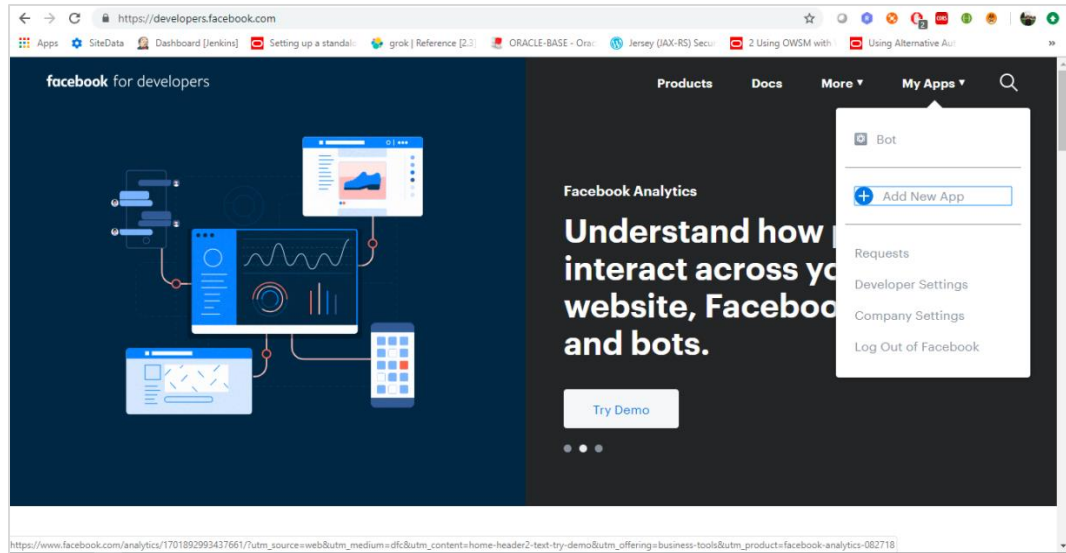 https://developers.facebook.com
Apps SiteData Dashboard [Jenkins] Setting up a standal grok | Reference [2.3] ORACLE-BASE - Orac Jersey (JAX-RS) Secur 2 Using OWSM with Using Alternative Aut »
facebook for developers
Products Docs More ▾ My Apps ▾
Bot
Add New App
Requests
Developer Settings
Company Settings
Log Out of Facebook
Facebook Analytics
Understand how
interact across yo
website, Faceboo
and bots.
Try Demo
https://www.facebook.com/analytics/1701892993437661/?utm_source=web&utm_medium=dfc&utm_content=home-header2-text-try-demo&utm_offering=business-tools&utm_product=facebook-analytics-082718